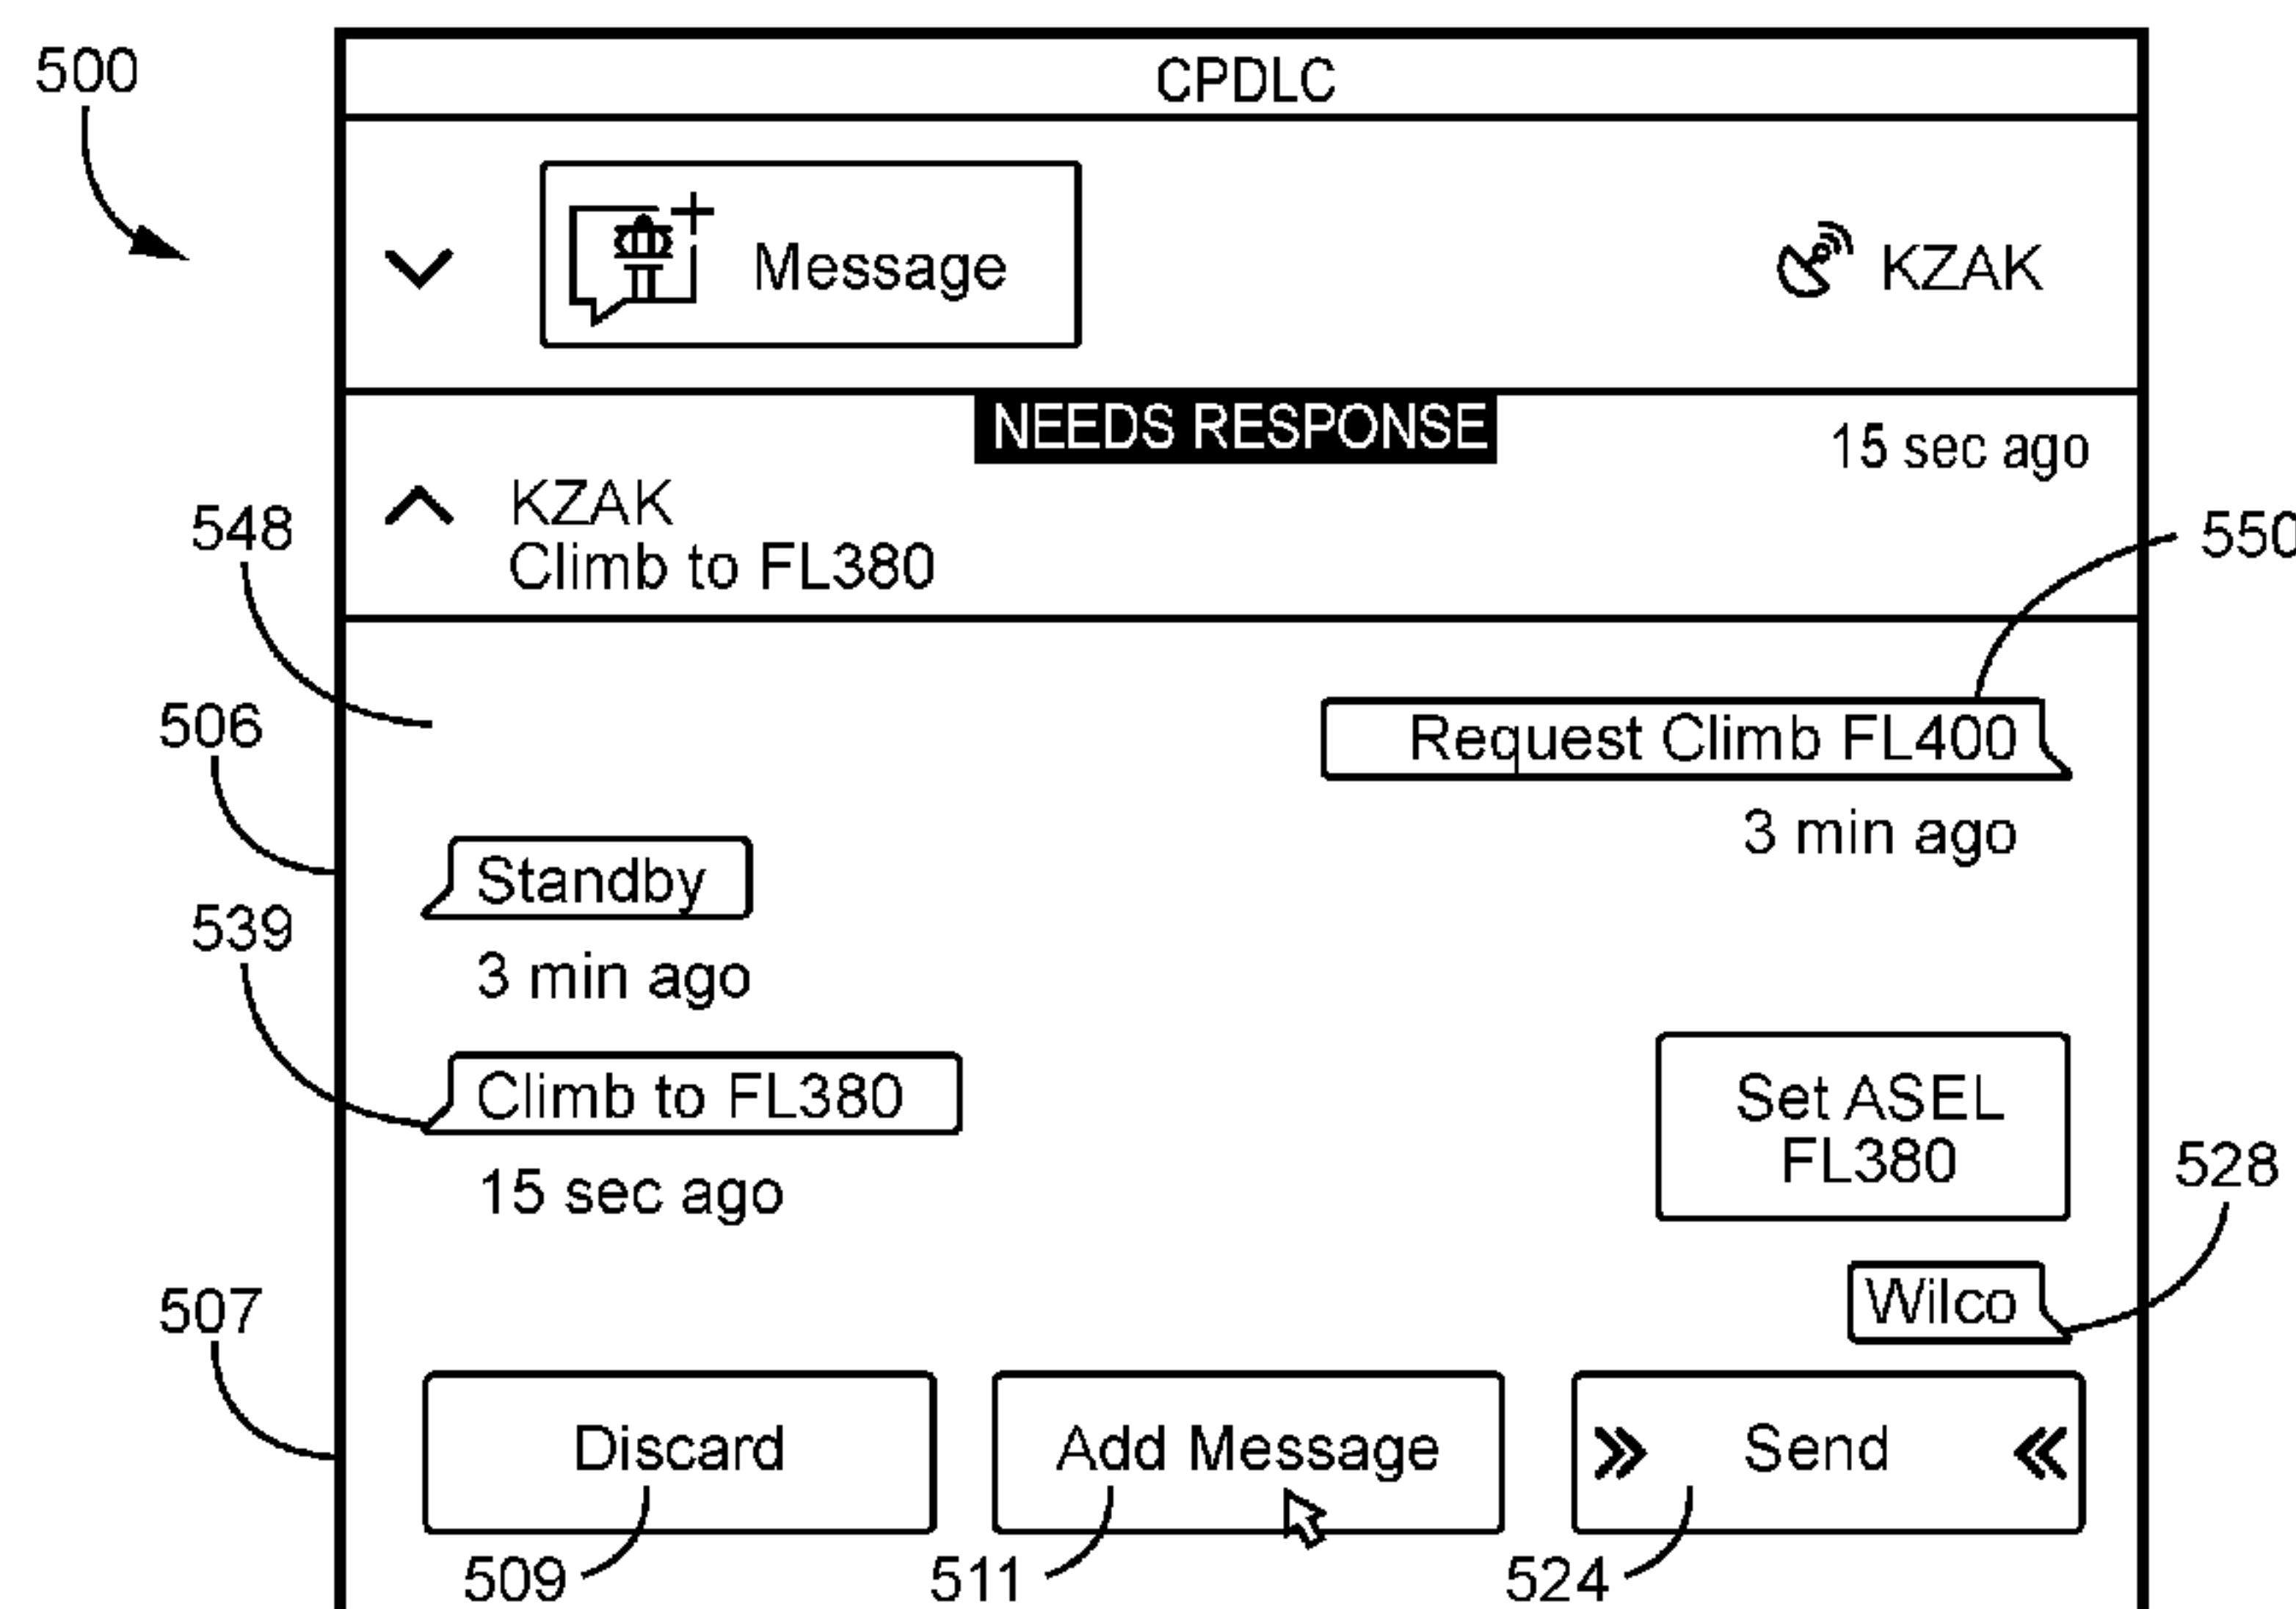 500
CPDLC
Message
KZAK
NEEDS RESPONSE
15 sec ago
KZAK
Climb to FL380
548
550
506
Request Climb FL400
3 min ago
Standby
3 min ago
539
Climb to FL380
15 sec ago
Set ASEL
FL380
528
Wilco
507
Discard
Add Message
Send
509
511
524